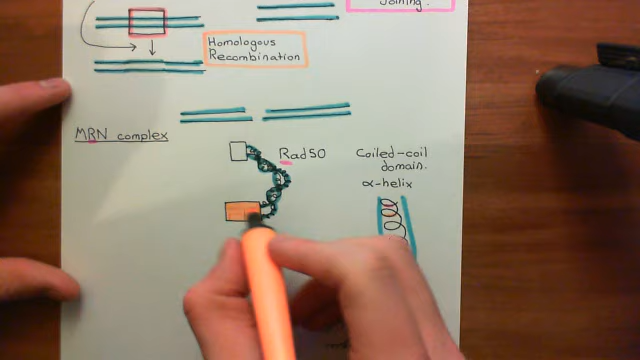 Joining.
Homologous
Recombination
MRN complex
Rad50
Coiled-coil
domain.
α-helix